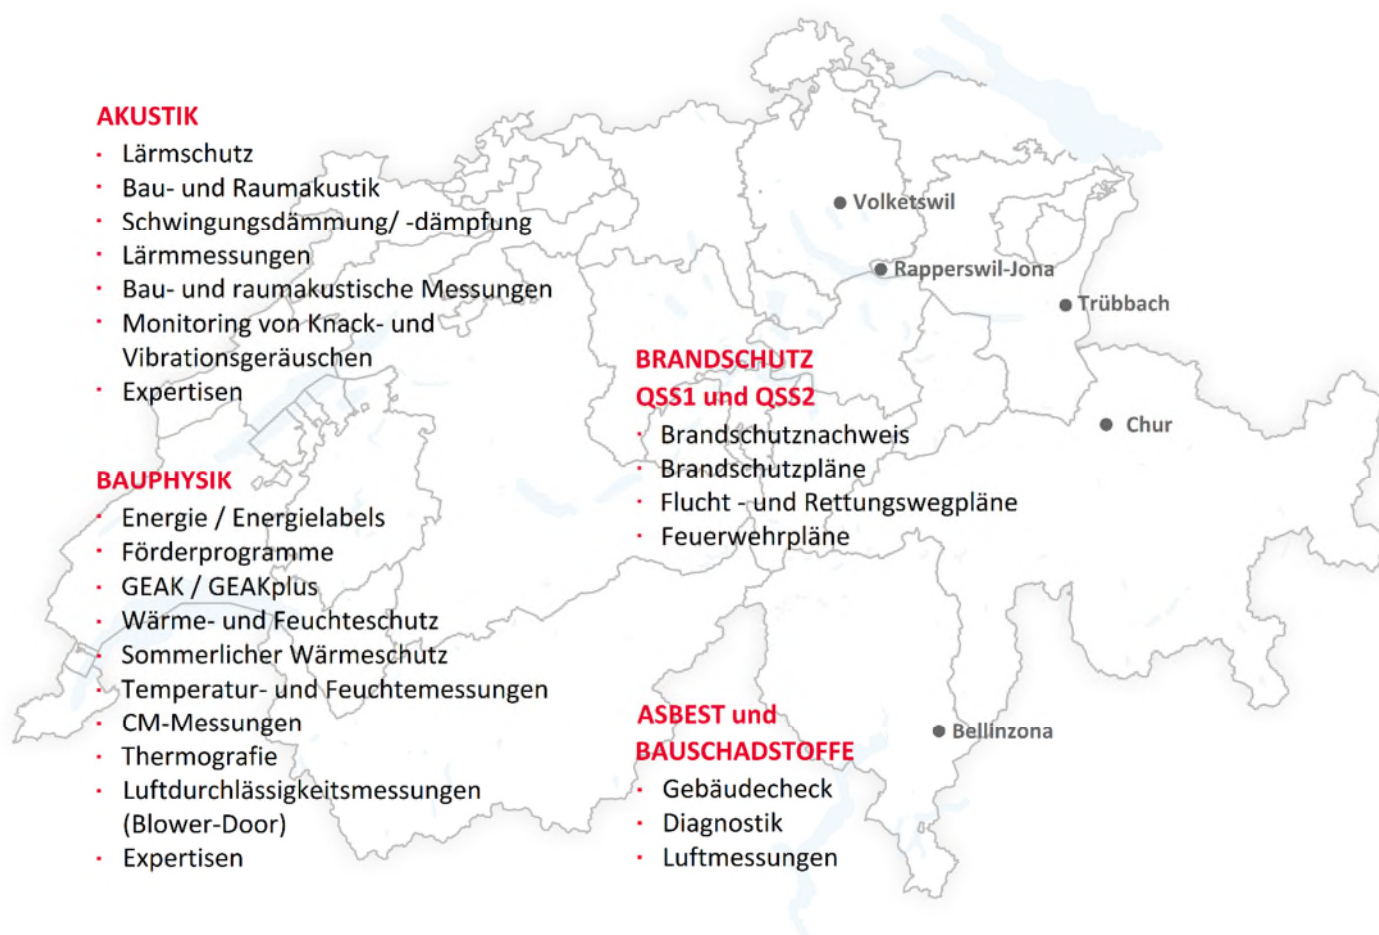 AKUSTIK
· Lärmschutz
· Bau- und Raumakustik
· Schwingungsdämmung/ -dämpfung
· Lärmmessungen
· Bau- und raumakustische Messungen
· Monitoring von Knack- und
Vibrationsgeräuschen
· Expertisen
BAUPHYSIK
· Energie / Energielabels
· Förderprogramme
· GEAK / GEAKplus
· Wärme- und Feuchteschutz
· Sommerlicher Wärmeschutz
· Temperatur- und Feuchtemessungen
· CM-Messungen
· Thermografie
· Luftdurchlässigkeitsmessungen
(Blower-Door)
· Expertisen
BRANDSCHUTZ
QSS1 und QSS2
· Brandschutznachweis
· Brandschutzpläne
· Flucht - und Rettungswegpläne
· Feuerwehrpläne
ASBEST und
BAUSCHADSTOFFE
· Gebäudecheck
· Diagnostik
· Luftmessungen
Volketswil
Rapperswil-Jona
Trübbach
Chur
Bellinzona